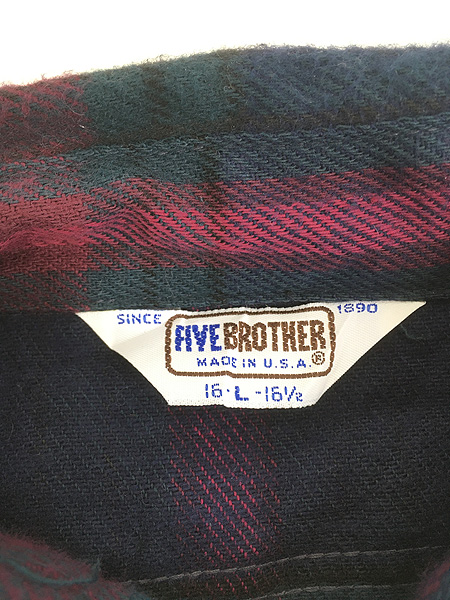 SINCE 1890
FIVE BROTHER
MADE IN U.S.A.®
16·L-16½